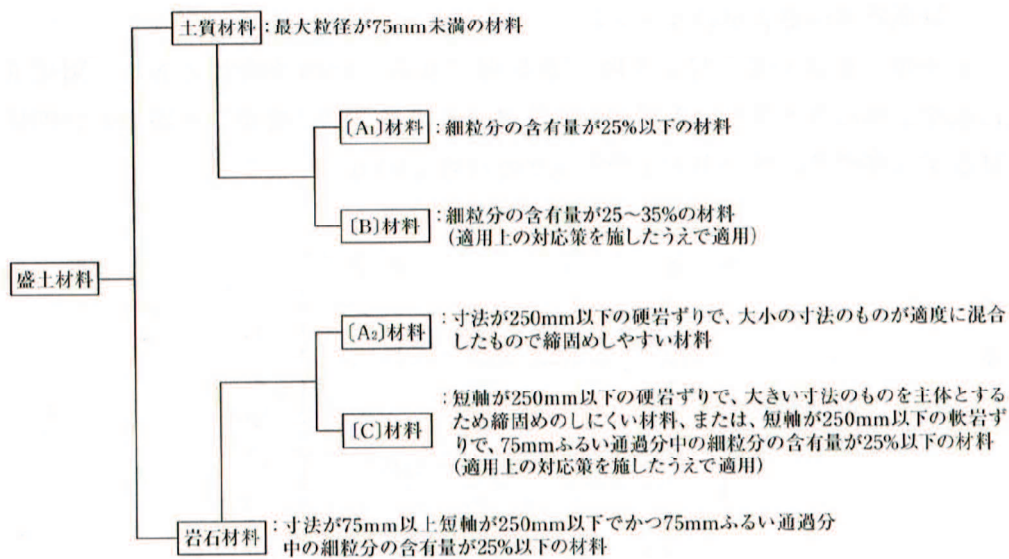 土質材料：最大粒径が75mm未満の材料
〔A₁〕材料：細粒分の含有量が25%以下の材料
〔B〕材料：細粒分の含有量が25～35%の材料
(適用上の対応策を施したうえで適用)
盛土材料
〔A₂〕材料：寸法が250mm以下の硬岩ずりで、大小の寸法のものが適度に混合
したもので締固めしやすい材料
〔C〕材料：短軸が250mm以下の硬岩ずりで、大きい寸法のものを主体とする
ため締固めのしにくい材料、または、短軸が250mm以下の軟岩ず
りで、75mmふるい通過分中の細粒分の含有量が25%以下の材料
(適用上の対応策を施したうえで適用)
岩石材料：寸法が75mm以上短軸が250mm以下でかつ75mmふるい通過分
中の細粒分の含有量が25%以下の材料